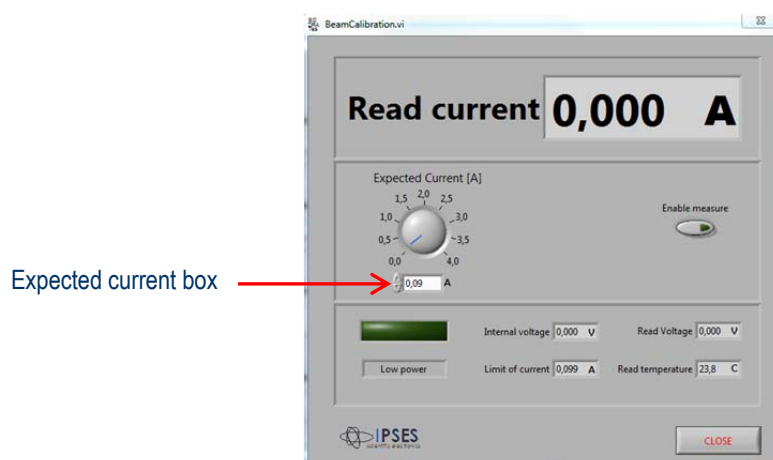 BeamCalibration.vi
Read current 0,000 A
Expected Current [A]
0,0 0,5 1,0 1,5 2,0 2,5 3,0 3,5 4,0
Enable measure
Expected current box
0,09 A
Internal voltage 0,000 V Read Voltage 0,000 V
Low power Limit of current 0,099 A Read temperature 23,8 C
IPSES
scientific electronics
CLOSE